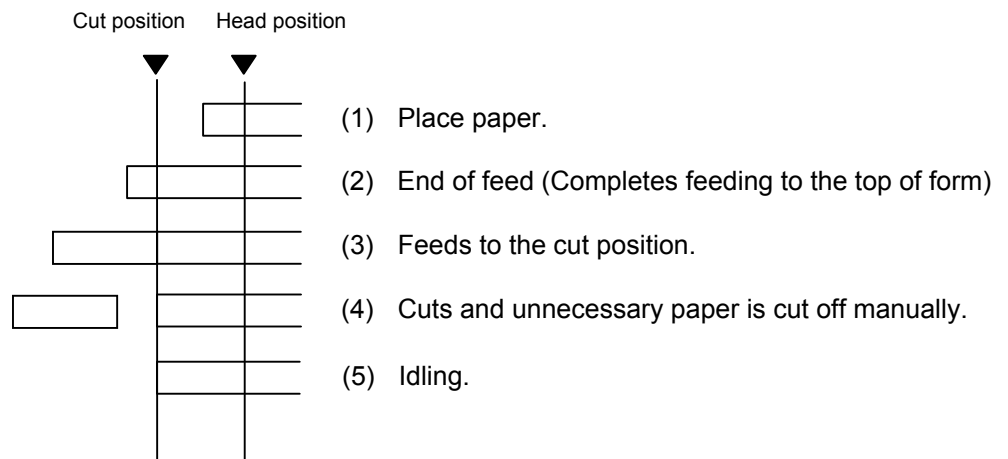 Cut position Head position
(1) Place paper.
(2) End of feed (Completes feeding to the top of form)
(3) Feeds to the cut position.
(4) Cuts and unnecessary paper is cut off manually.
(5) Idling.